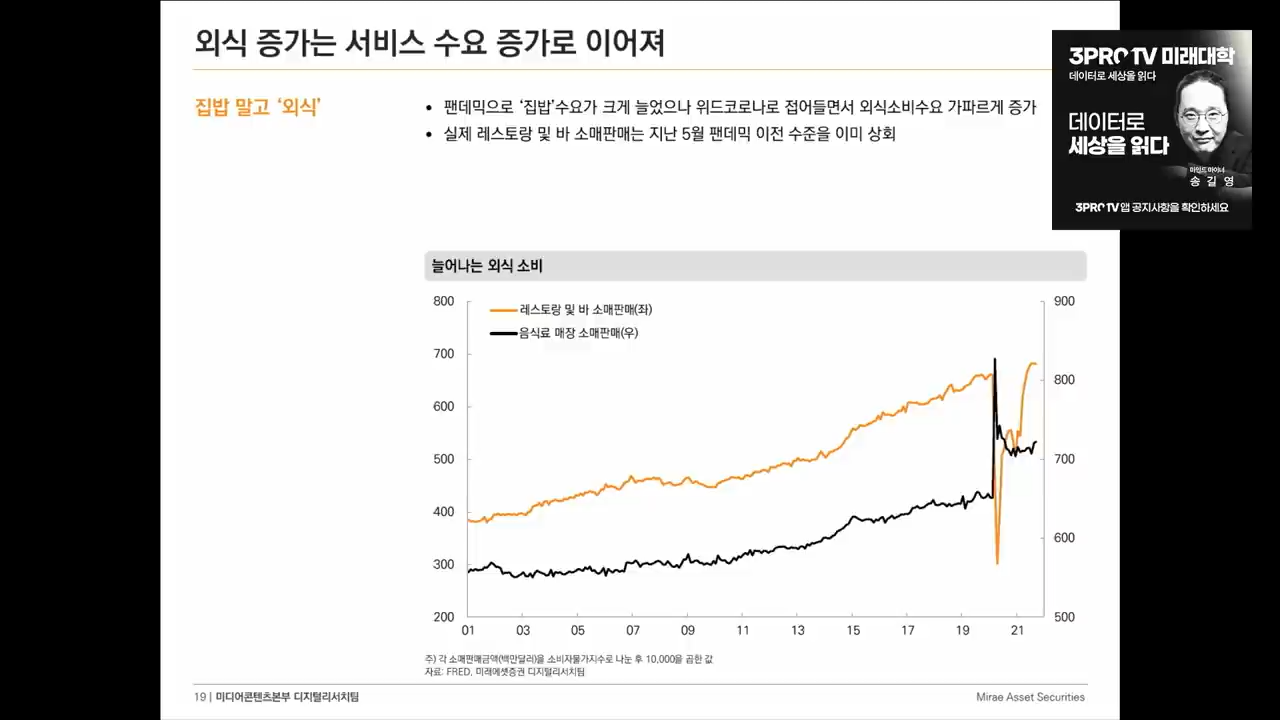 외식 증가는 서비스 수요 증가로 이어져
집밥 말고 ‘외식’
• 팬데믹으로 ‘집밥’수요가 크게 늘었으나 위드코로나로 접어들면서 외식소비수요 가파르게 증가
• 실제 레스토랑 및 바 소매판매는 지난 5월 팬데믹 이전 수준을 이미 상회
3PRO TV 미래대학
데이터로 세상을 읽다
데이터로
세상을 읽다
마인드 마이너
송길영
3PRO TV 앱 공지사항을 확인하세요
늘어나는 외식 소비
800
700
600
500
400
300
200
레스토랑 및 바 소매판매(좌)
음식료 매장 소매판매(우)
900
800
700
600
500
01 03 05 07 09 11 13 15 17 19 21
주) 각 소매판매금액(백만달러)을 소비자물가지수로 나눈 후 10,000을 곱한 값
자료: FRED, 미래에셋증권 디지털리서치팀
19 | 미디어콘텐츠본부 디지털리서치팀
Mirae Asset Securities